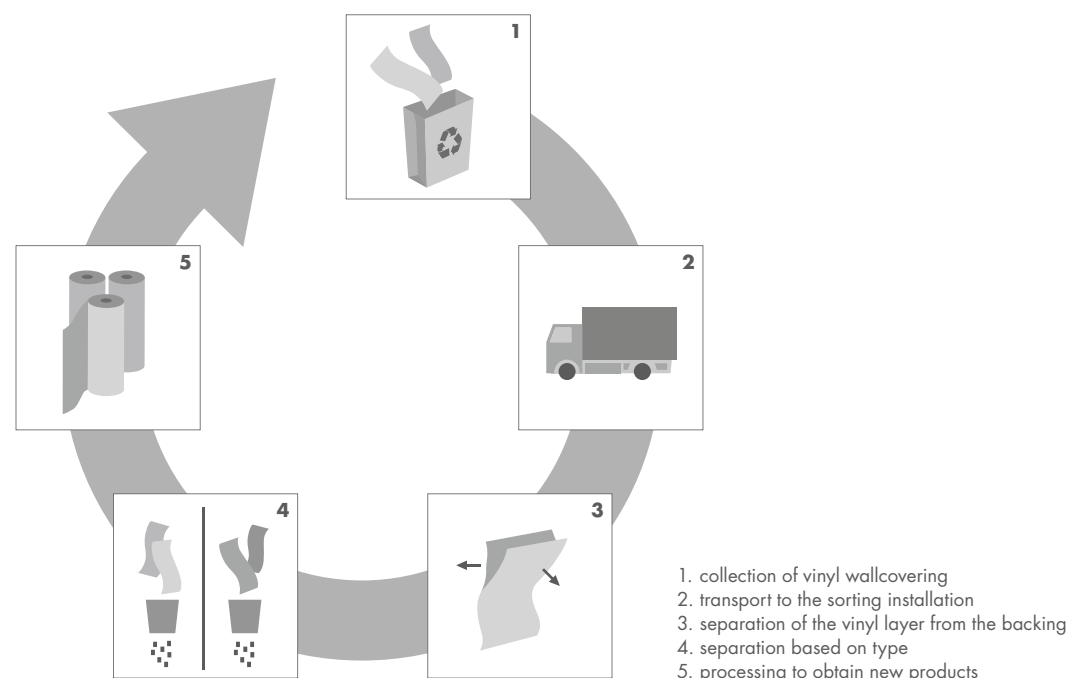 1
2
3
4
5
1. collection of vinyl wallcovering
2. transport to the sorting installation
3. separation of the vinyl layer from the backing
4. separation based on type
5. processing to obtain new products